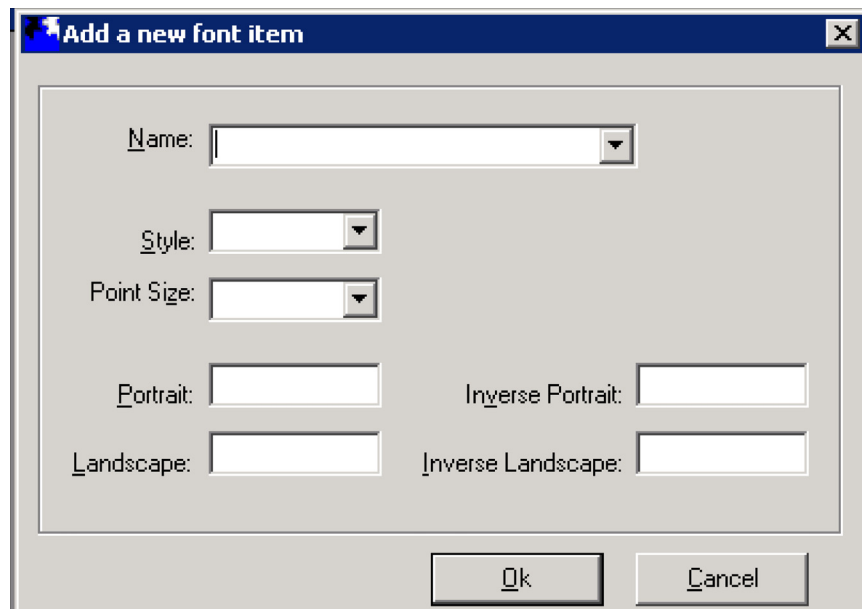 Add a new font item
Name:
Style:
Point Size:
Portrait:
Inverse Portrait:
Landscape:
Inverse Landscape:
Ok
Cancel